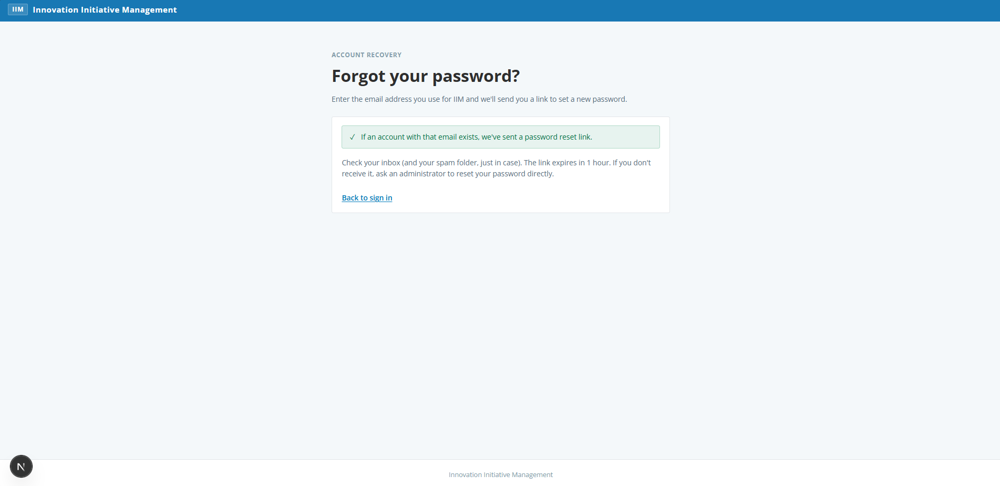 IIM Innovation Initiative Management
ACCOUNT RECOVERY
Forgot your password?
Enter the email address you use for IIM and we'll send you a link to set a new password.
✓ If an account with that email exists, we've sent a password reset link.
Check your inbox (and your spam folder, just in case). The link expires in 1 hour. If you don't
receive it, ask an administrator to reset your password directly.
Back to sign in
N
Innovation Initiative Management